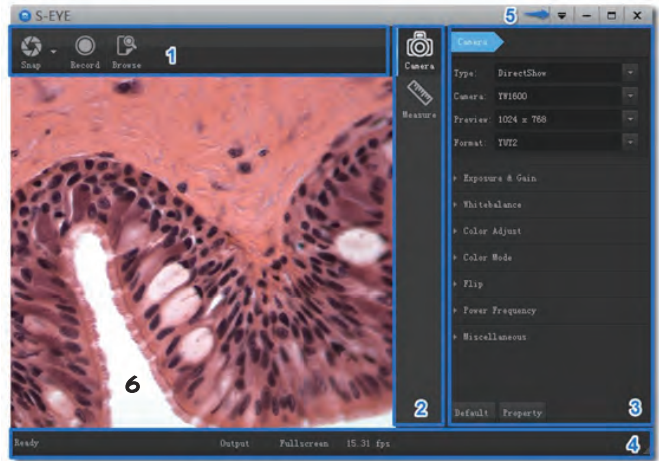 S-EYE
5
X
Snap
Record
Browse
1
Camera
Measure
2
Camera
Type: DirectShow
Camera: TW1600
Preview: 1024 x 768
Format: YUY2
Exposure & Gain
Whitebalance
Color Adjust
Color Mode
Flip
Power Frequency
Miscellaneous
Default Property
3
6
Ready Output Fullscreen 15.31 fps
4